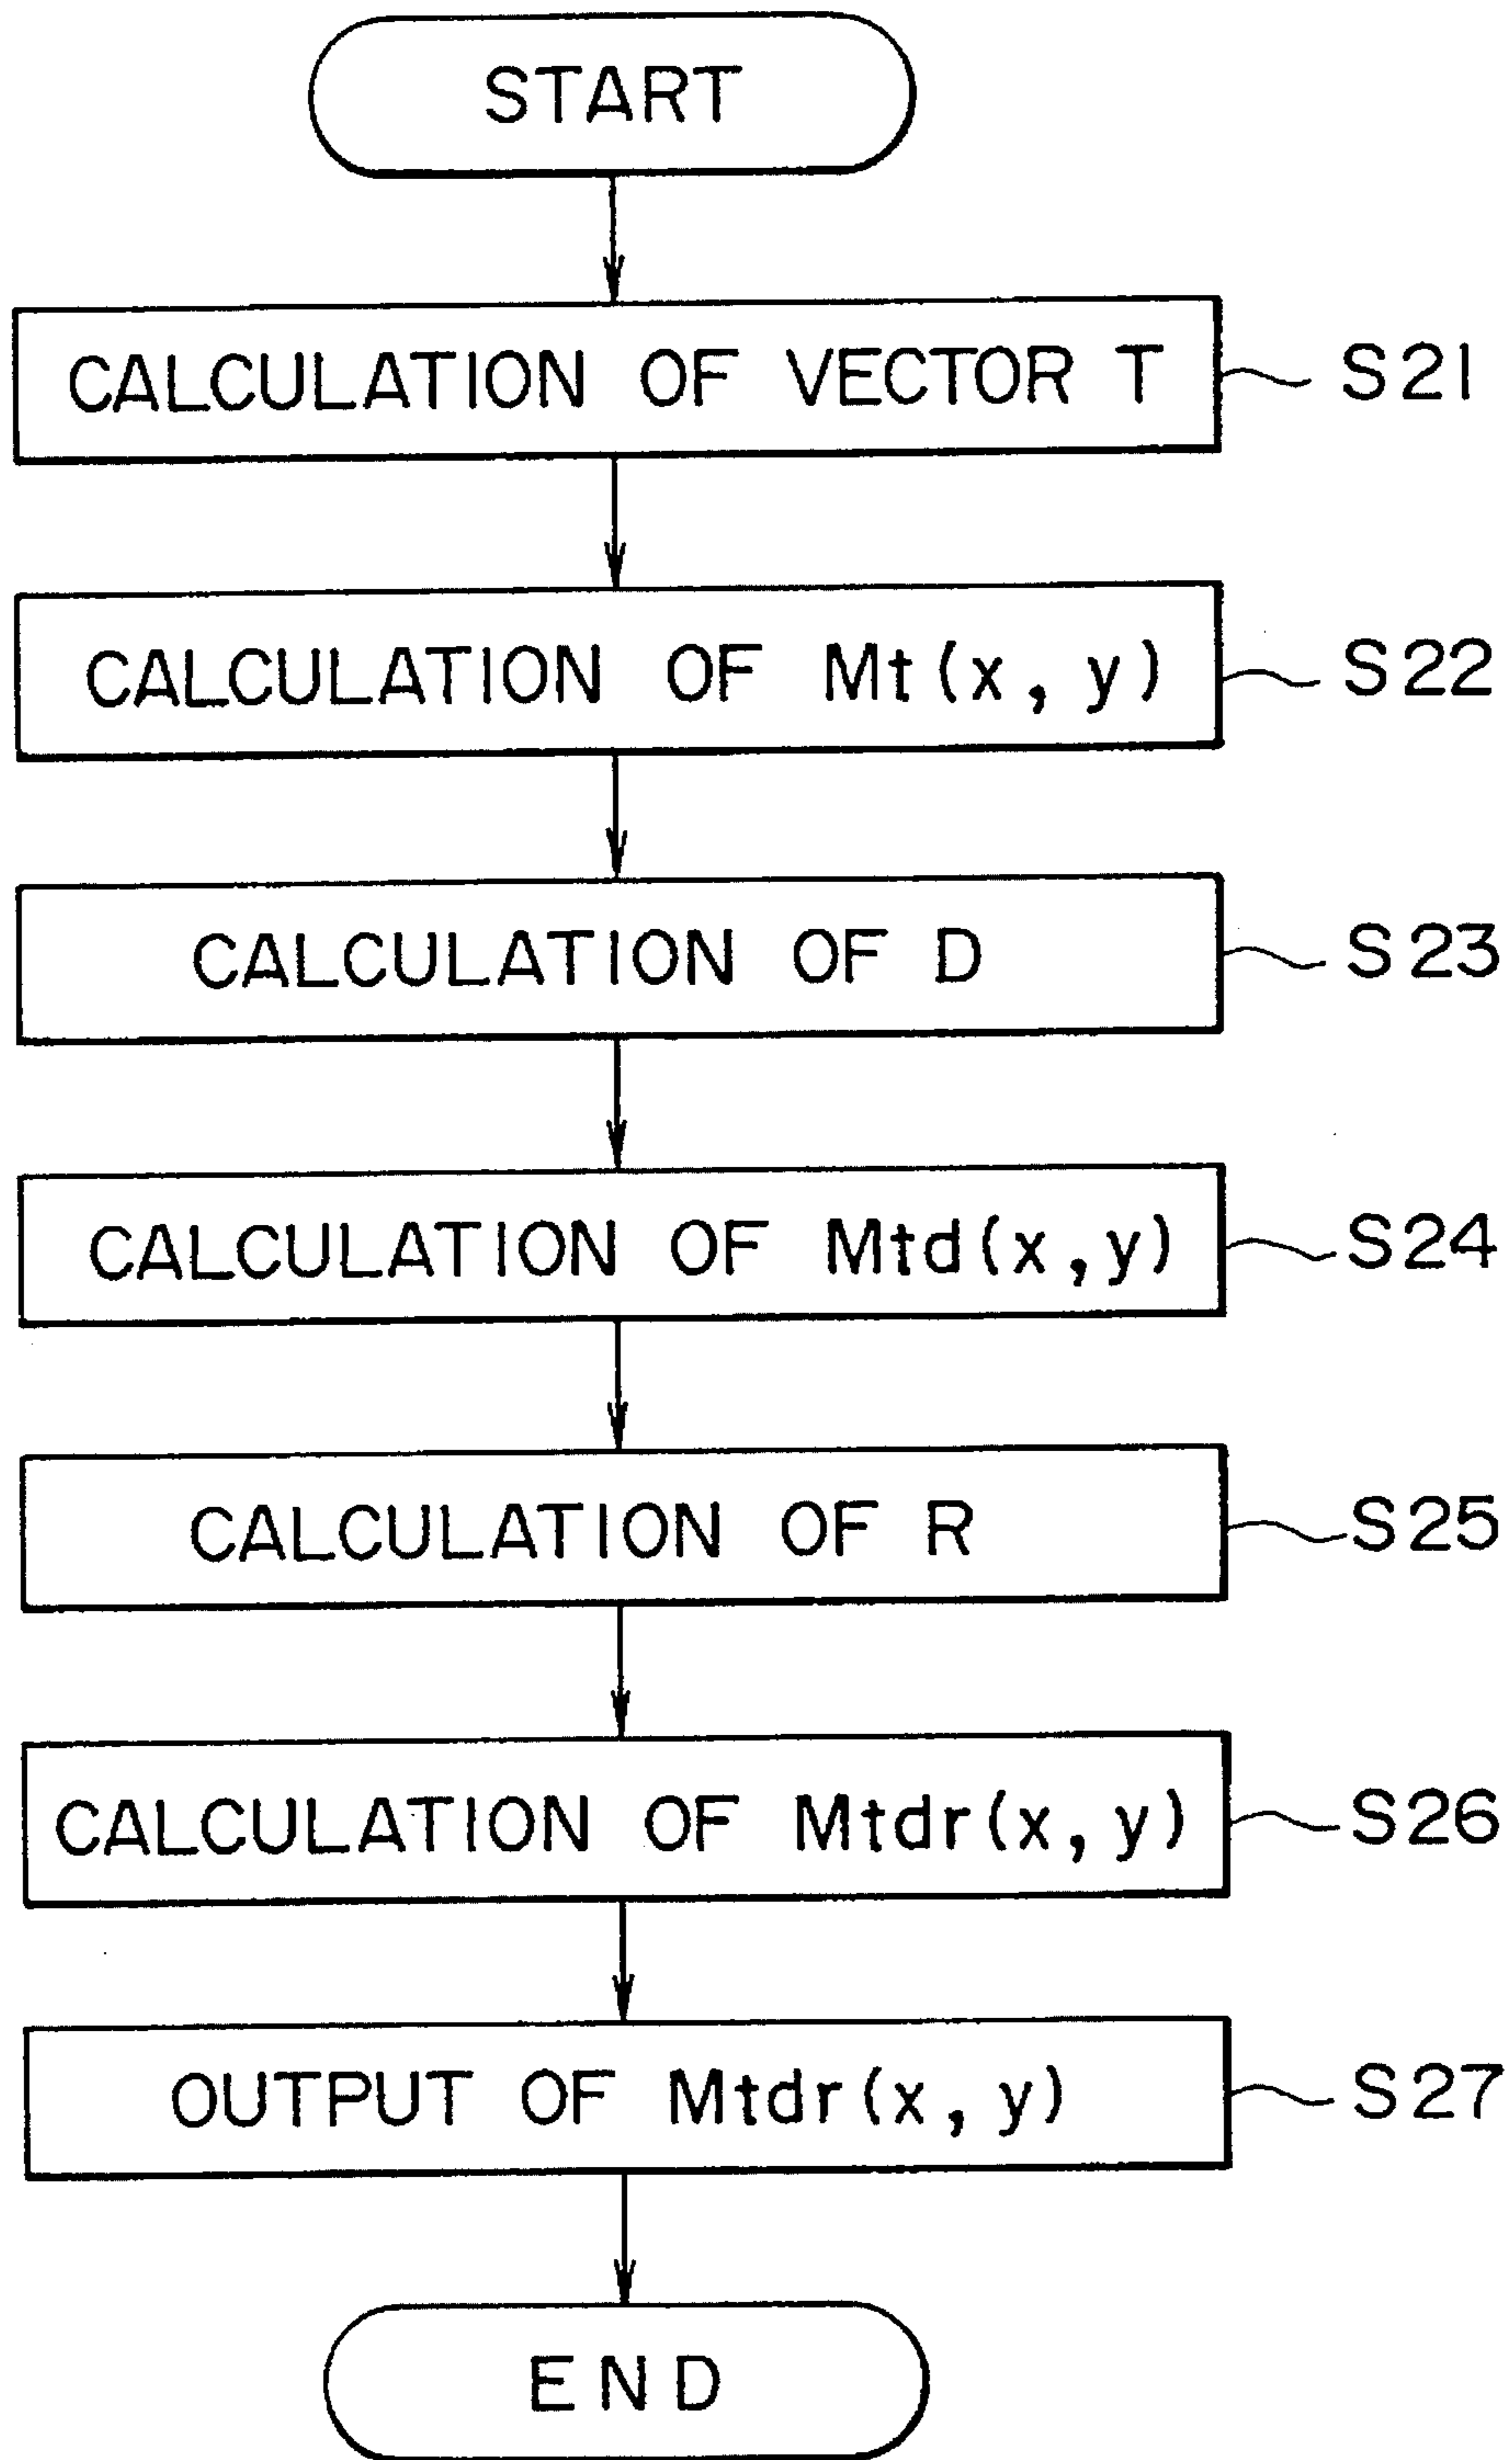 START
CALCULATION OF VECTOR T S21
CALCULATION OF Mt(x, y) S22
CALCULATION OF D S23
CALCULATION OF Mtd(x, y) S24
CALCULATION OF R S25
CALCULATION OF Mtdr(x, y) S26
OUTPUT OF Mtdr(x, y) S27
END